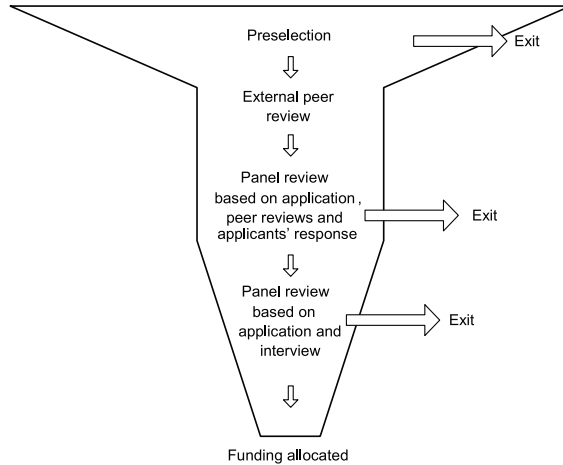 Preselection
Exit
External peer
review
Panel review
based on application,
peer reviews and
applicants' response
Exit
Panel review
based on
application and
interview
Exit
Funding allocated